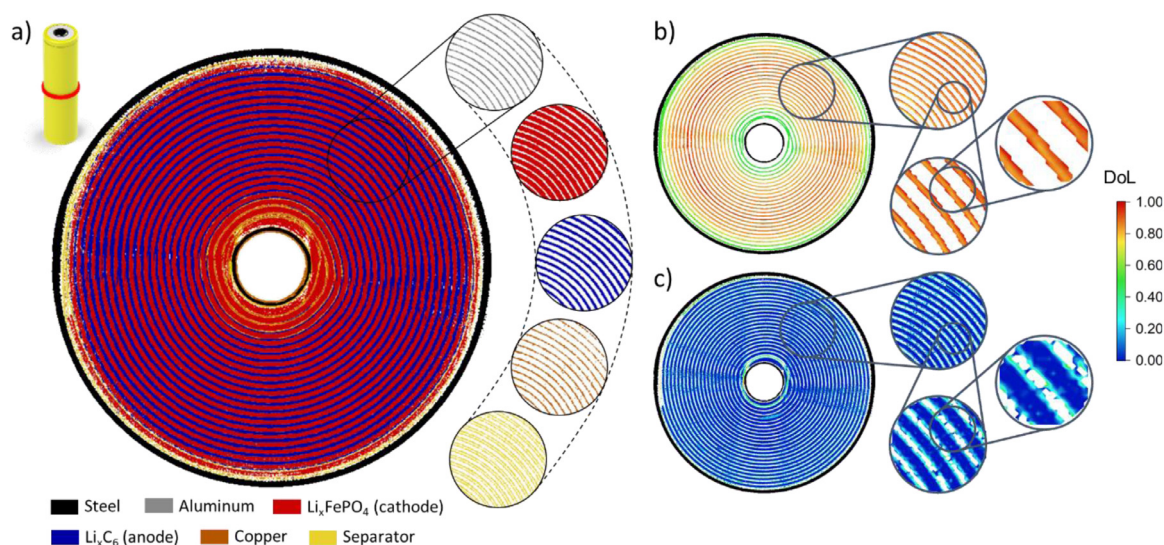 a)
b)
DoL
1.00
0.80
0.60
0.40
0.20
0.00
c)
Steel Aluminum LiₓFePO₄ (cathode)
LiₓC₆ (anode) Copper Separator